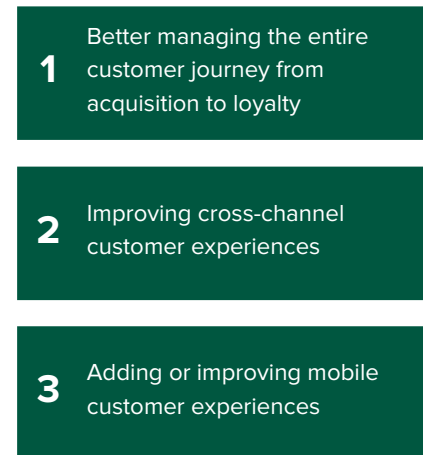 1
Better managing the entire
customer journey from
acquisition to loyalty
2
Improving cross-channel
customer experiences
3
Adding or improving mobile
customer experiences